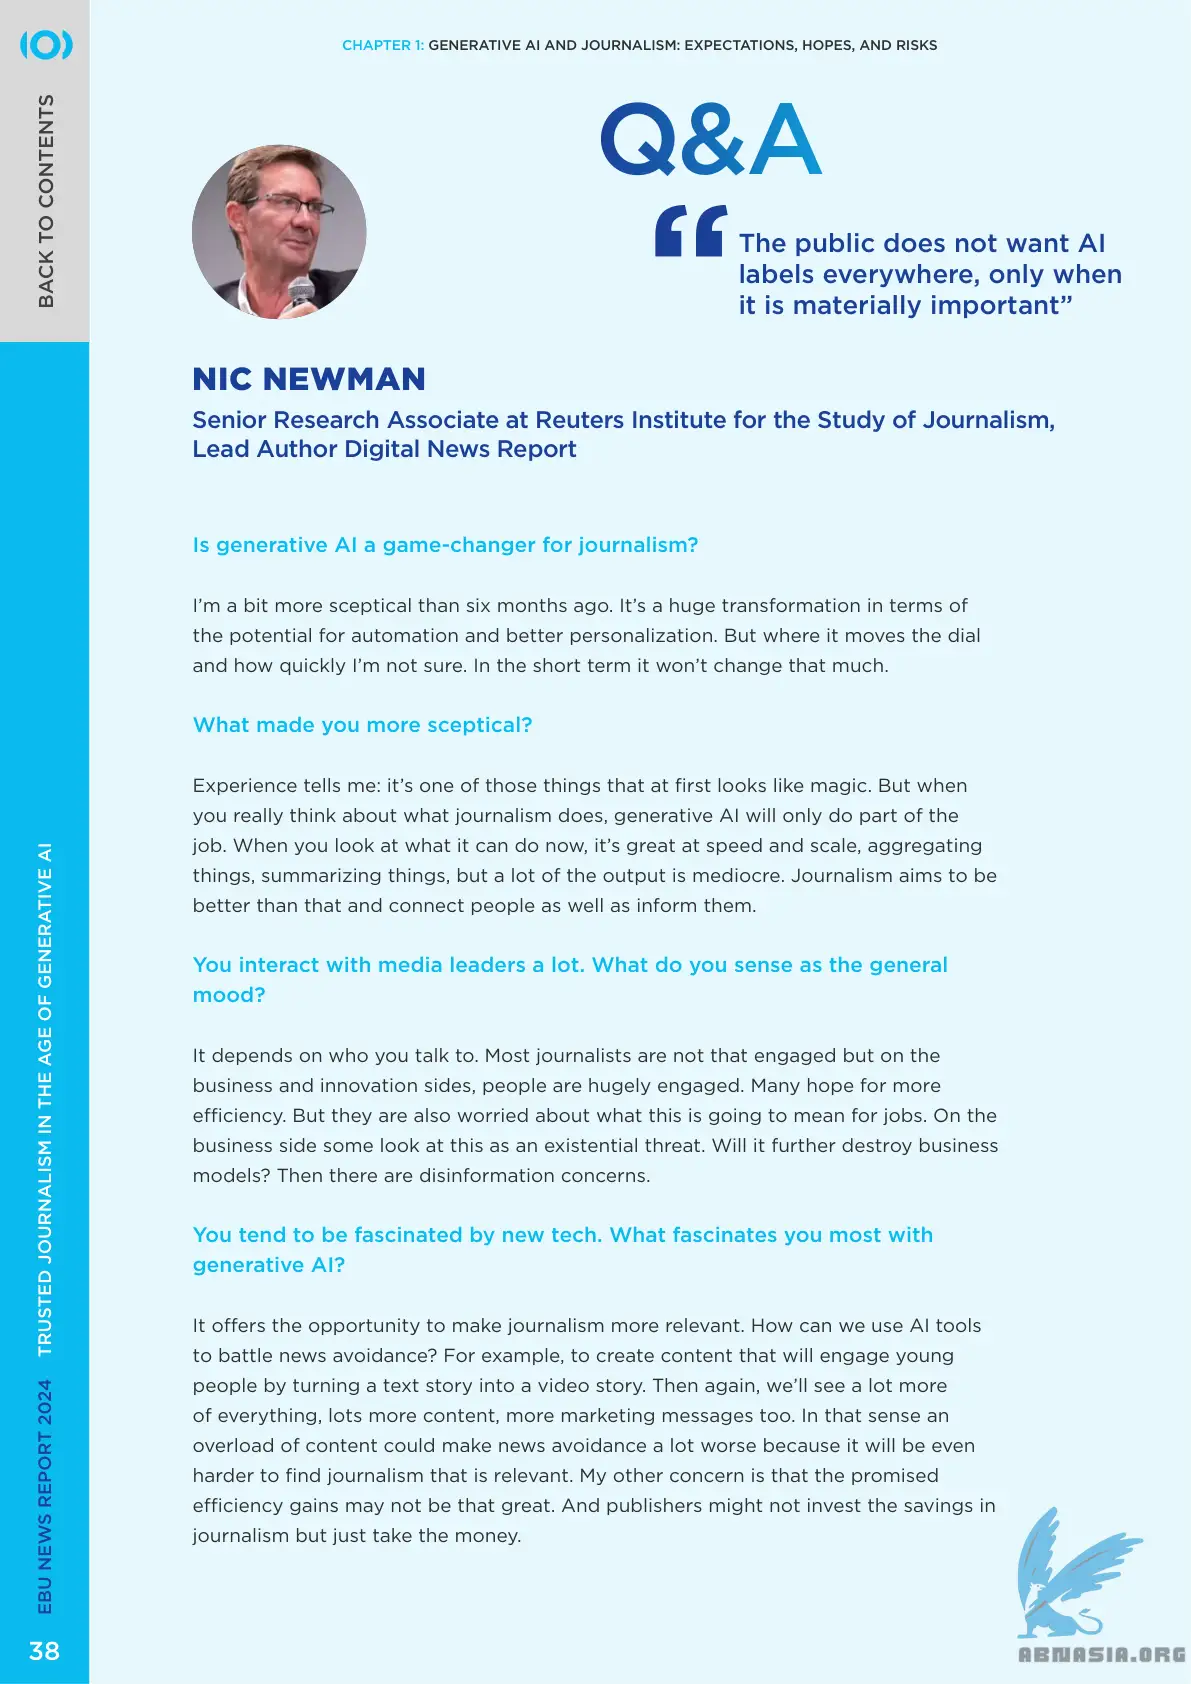 BACK TO CONTENTS
CHAPTER 1: GENERATIVE AI AND JOURNALISM: EXPECTATIONS, HOPES, AND RISKS
Q&A
“The public does not want AI
labels everywhere, only when
it is materially important”
NIC NEWMAN
Senior Research Associate at Reuters Institute for the Study of Journalism,
Lead Author Digital News Report
Is generative AI a game-changer for journalism?
I’m a bit more sceptical than six months ago. It’s a huge transformation in terms of
the potential for automation and better personalization. But where it moves the dial
and how quickly I’m not sure. In the short term it won’t change that much.
What made you more sceptical?
Experience tells me: it’s one of those things that at first looks like magic. But when
you really think about what journalism does, generative AI will only do part of the
job. When you look at what it can do now, it’s great at speed and scale, aggregating
things, summarizing things, but a lot of the output is mediocre. Journalism aims to be
better than that and connect people as well as inform them.
You interact with media leaders a lot. What do you sense as the general
mood?
It depends on who you talk to. Most journalists are not that engaged but on the
business and innovation sides, people are hugely engaged. Many hope for more
efficiency. But they are also worried about what this is going to mean for jobs. On the
business side some look at this as an existential threat. Will it further destroy business
models? Then there are disinformation concerns.
You tend to be fascinated by new tech. What fascinates you most with
generative AI?
It offers the opportunity to make journalism more relevant. How can we use AI tools
to battle news avoidance? For example, to create content that will engage young
people by turning a text story into a video story. Then again, we’ll see a lot more
of everything, lots more content, more marketing messages too. In that sense an
overload of content could make news avoidance a lot worse because it will be even
harder to find journalism that is relevant. My other concern is that the promised
efficiency gains may not be that great. And publishers might not invest the savings in
journalism but just take the money.
EBU NEWS REPORT 2024 TRUSTED JOURNALISM IN THE AGE OF GENERATIVE AI
38
ABNASIA.ORG